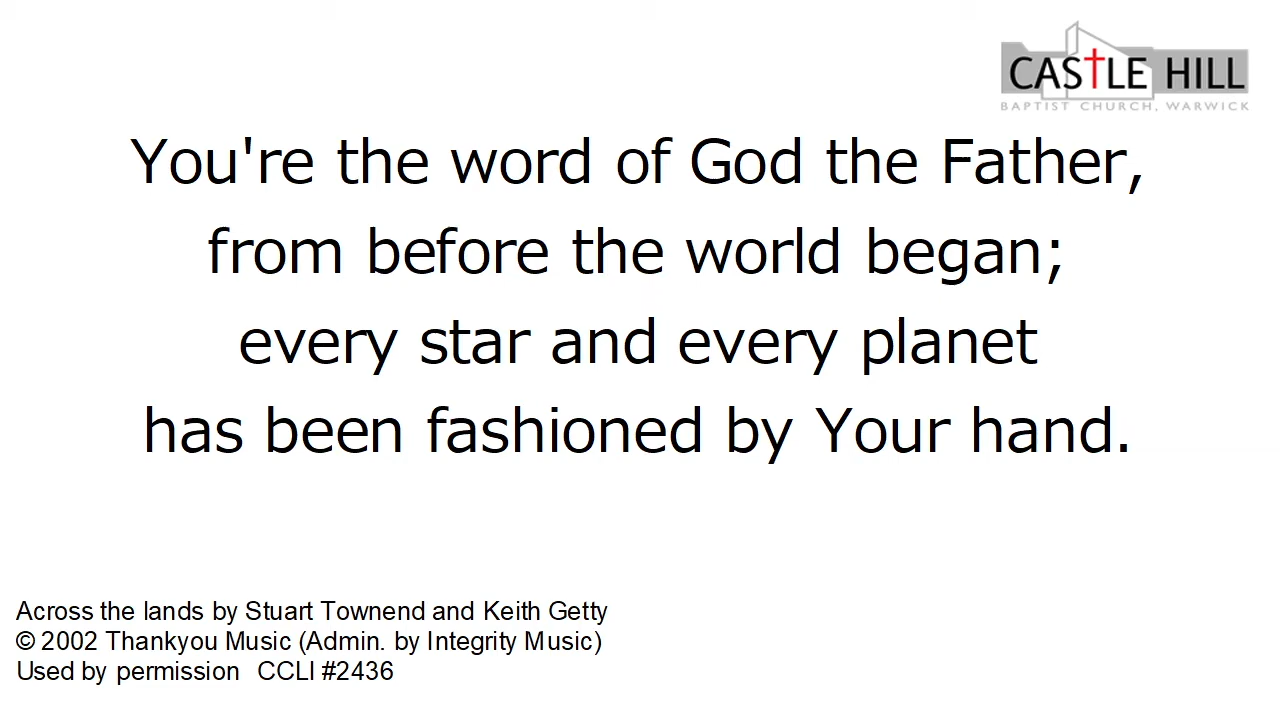 CASTLE HILL
BAPTIST CHURCH, WARWICK
You're the word of God the Father,
from before the world began;
every star and every planet
has been fashioned by Your hand.
Across the lands by Stuart Townend and Keith Getty
© 2002 Thankyou Music (Admin. by Integrity Music)
Used by permission   CCLI #2436